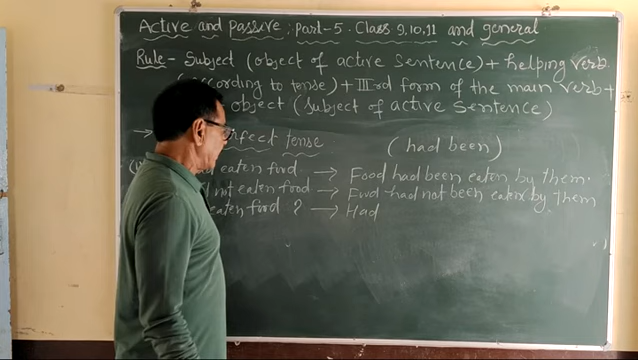 Active and passive : Part-5. Class 9,10,11 and general
Rule - Subject (object of active sentence) + helping verb
(according to tense) + IIIrd form of the main verb +
object (subject of active sentence)
→ rfect tense (had been)
d eaten food → Food had been eaten by them.
d not eaten food → Food had not been eaten by them
eaten food ? → Had